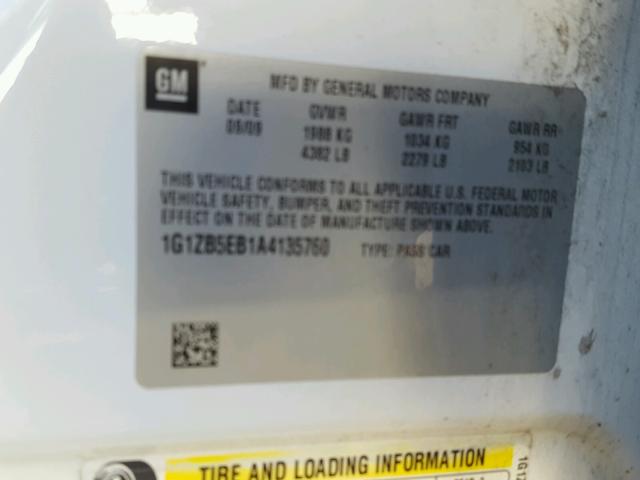 GM
MFD BY GENERAL MOTORS COMPANY
DATE GVWR GAWR FRT GAWR RR
09/09 1988 KG 1034 KG 954 KG
4382 LB 2279 LB 2103 LB
THIS VEHICLE CONFORMS TO ALL APPLICABLE U.S. FEDERAL MOTOR
VEHICLE SAFETY, BUMPER, AND THEFT PREVENTION STANDARDS IN
EFFECT ON THE DATE OF MANUFACTURE SHOWN ABOVE.
1G1ZB5EB1A4135760 TYPE: PASS CAR
TIRE AND LOADING INFORMATION
1G1Z